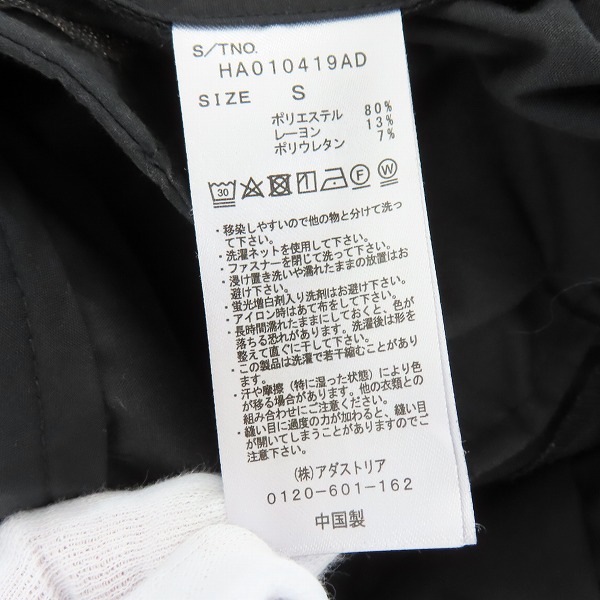 S/TNO.
HA010419AD
SIZE S
ポリエステル 80%
レーヨン 13%
ポリウレタン 7%
30 F W
・移染しやすいので他の物と分けて洗っ
て下さい。
・洗濯ネットを使用して下さい。
・ファスナーを閉じて洗って下さい。
・浸け置き洗いや濡れたままの放置はお
避け下さい。
・蛍光増白剤入り洗剤はお避け下さい。
・アイロン時はあて布をして下さい。
・長時間濡れたままにしておくと、色が
落ちる恐れがあります。洗濯後は形を
整えて直ぐに干して下さい。
・この製品は洗濯で若干縮むことがあり
ます。
・汗や摩擦（特に湿った状態）により色
が移る場合があります。他の衣類との
組み合わせにご注意下さい。
・縫い目に過度の力が加わると、縫い目
が開いてしまうことがありますのでご
注意下さい。
(株)アダストリア
0120-601-162
中国製